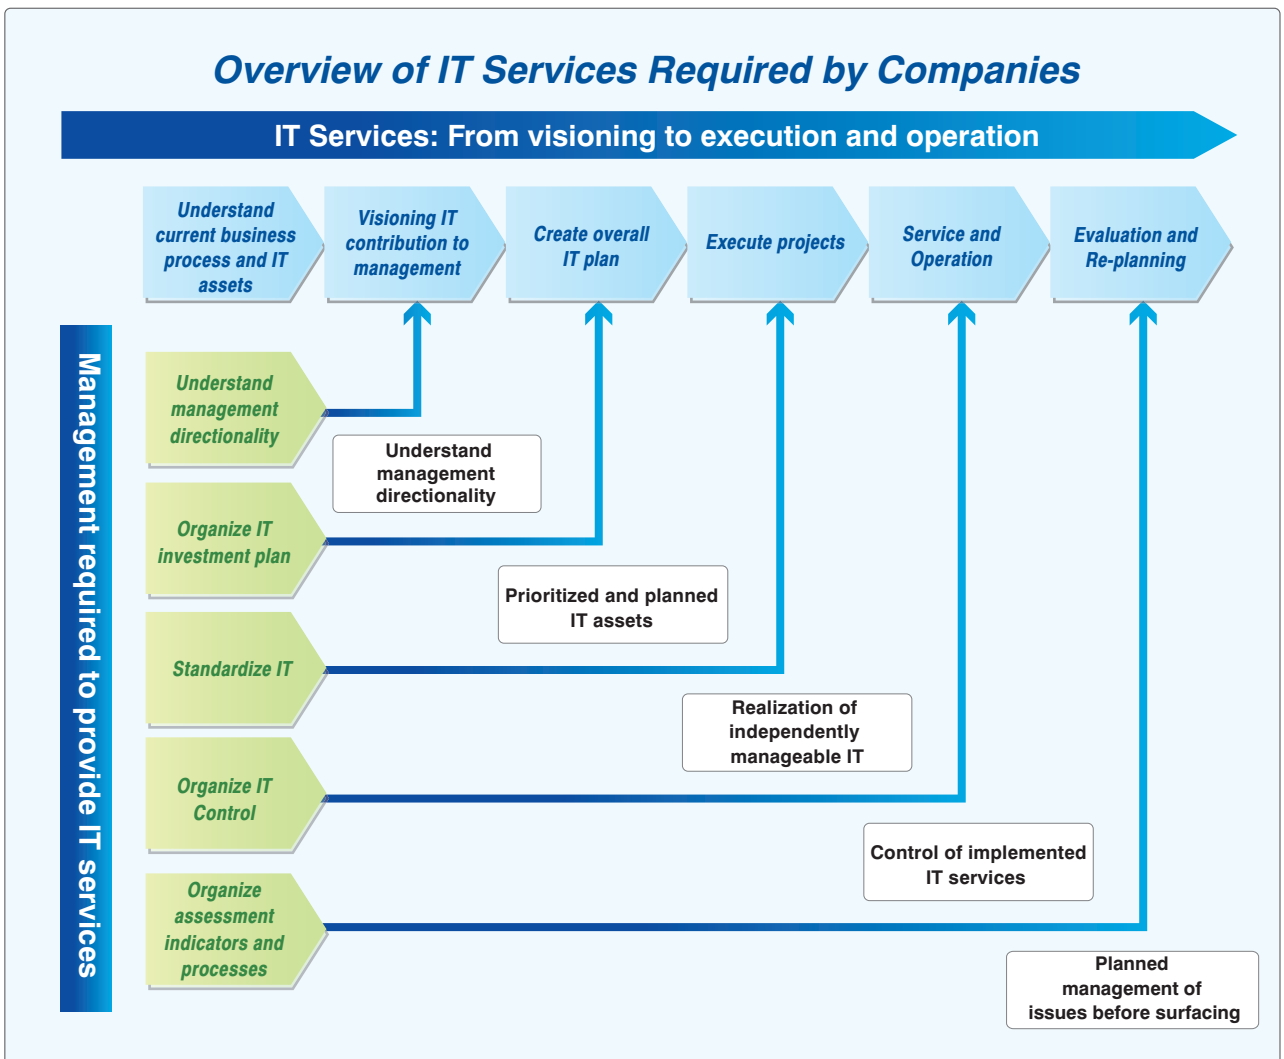 Overview of IT Services Required by Companies
IT Services: From visioning to execution and operation
Understand
current business
process and IT
assets
Visioning IT
contribution to
management
Create overall
IT plan
Execute projects
Service and
Operation
Evaluation and
Re-planning
Management required to provide IT services
Understand
management
directionality
Understand
management
directionality
Organize IT
investment plan
Prioritized and planned
IT assets
Standardize IT
Realization of
independently
manageable IT
Organize IT
Control
Control of implemented
IT services
Organize
assessment
indicators and
processes
Planned
management of
issues before surfacing